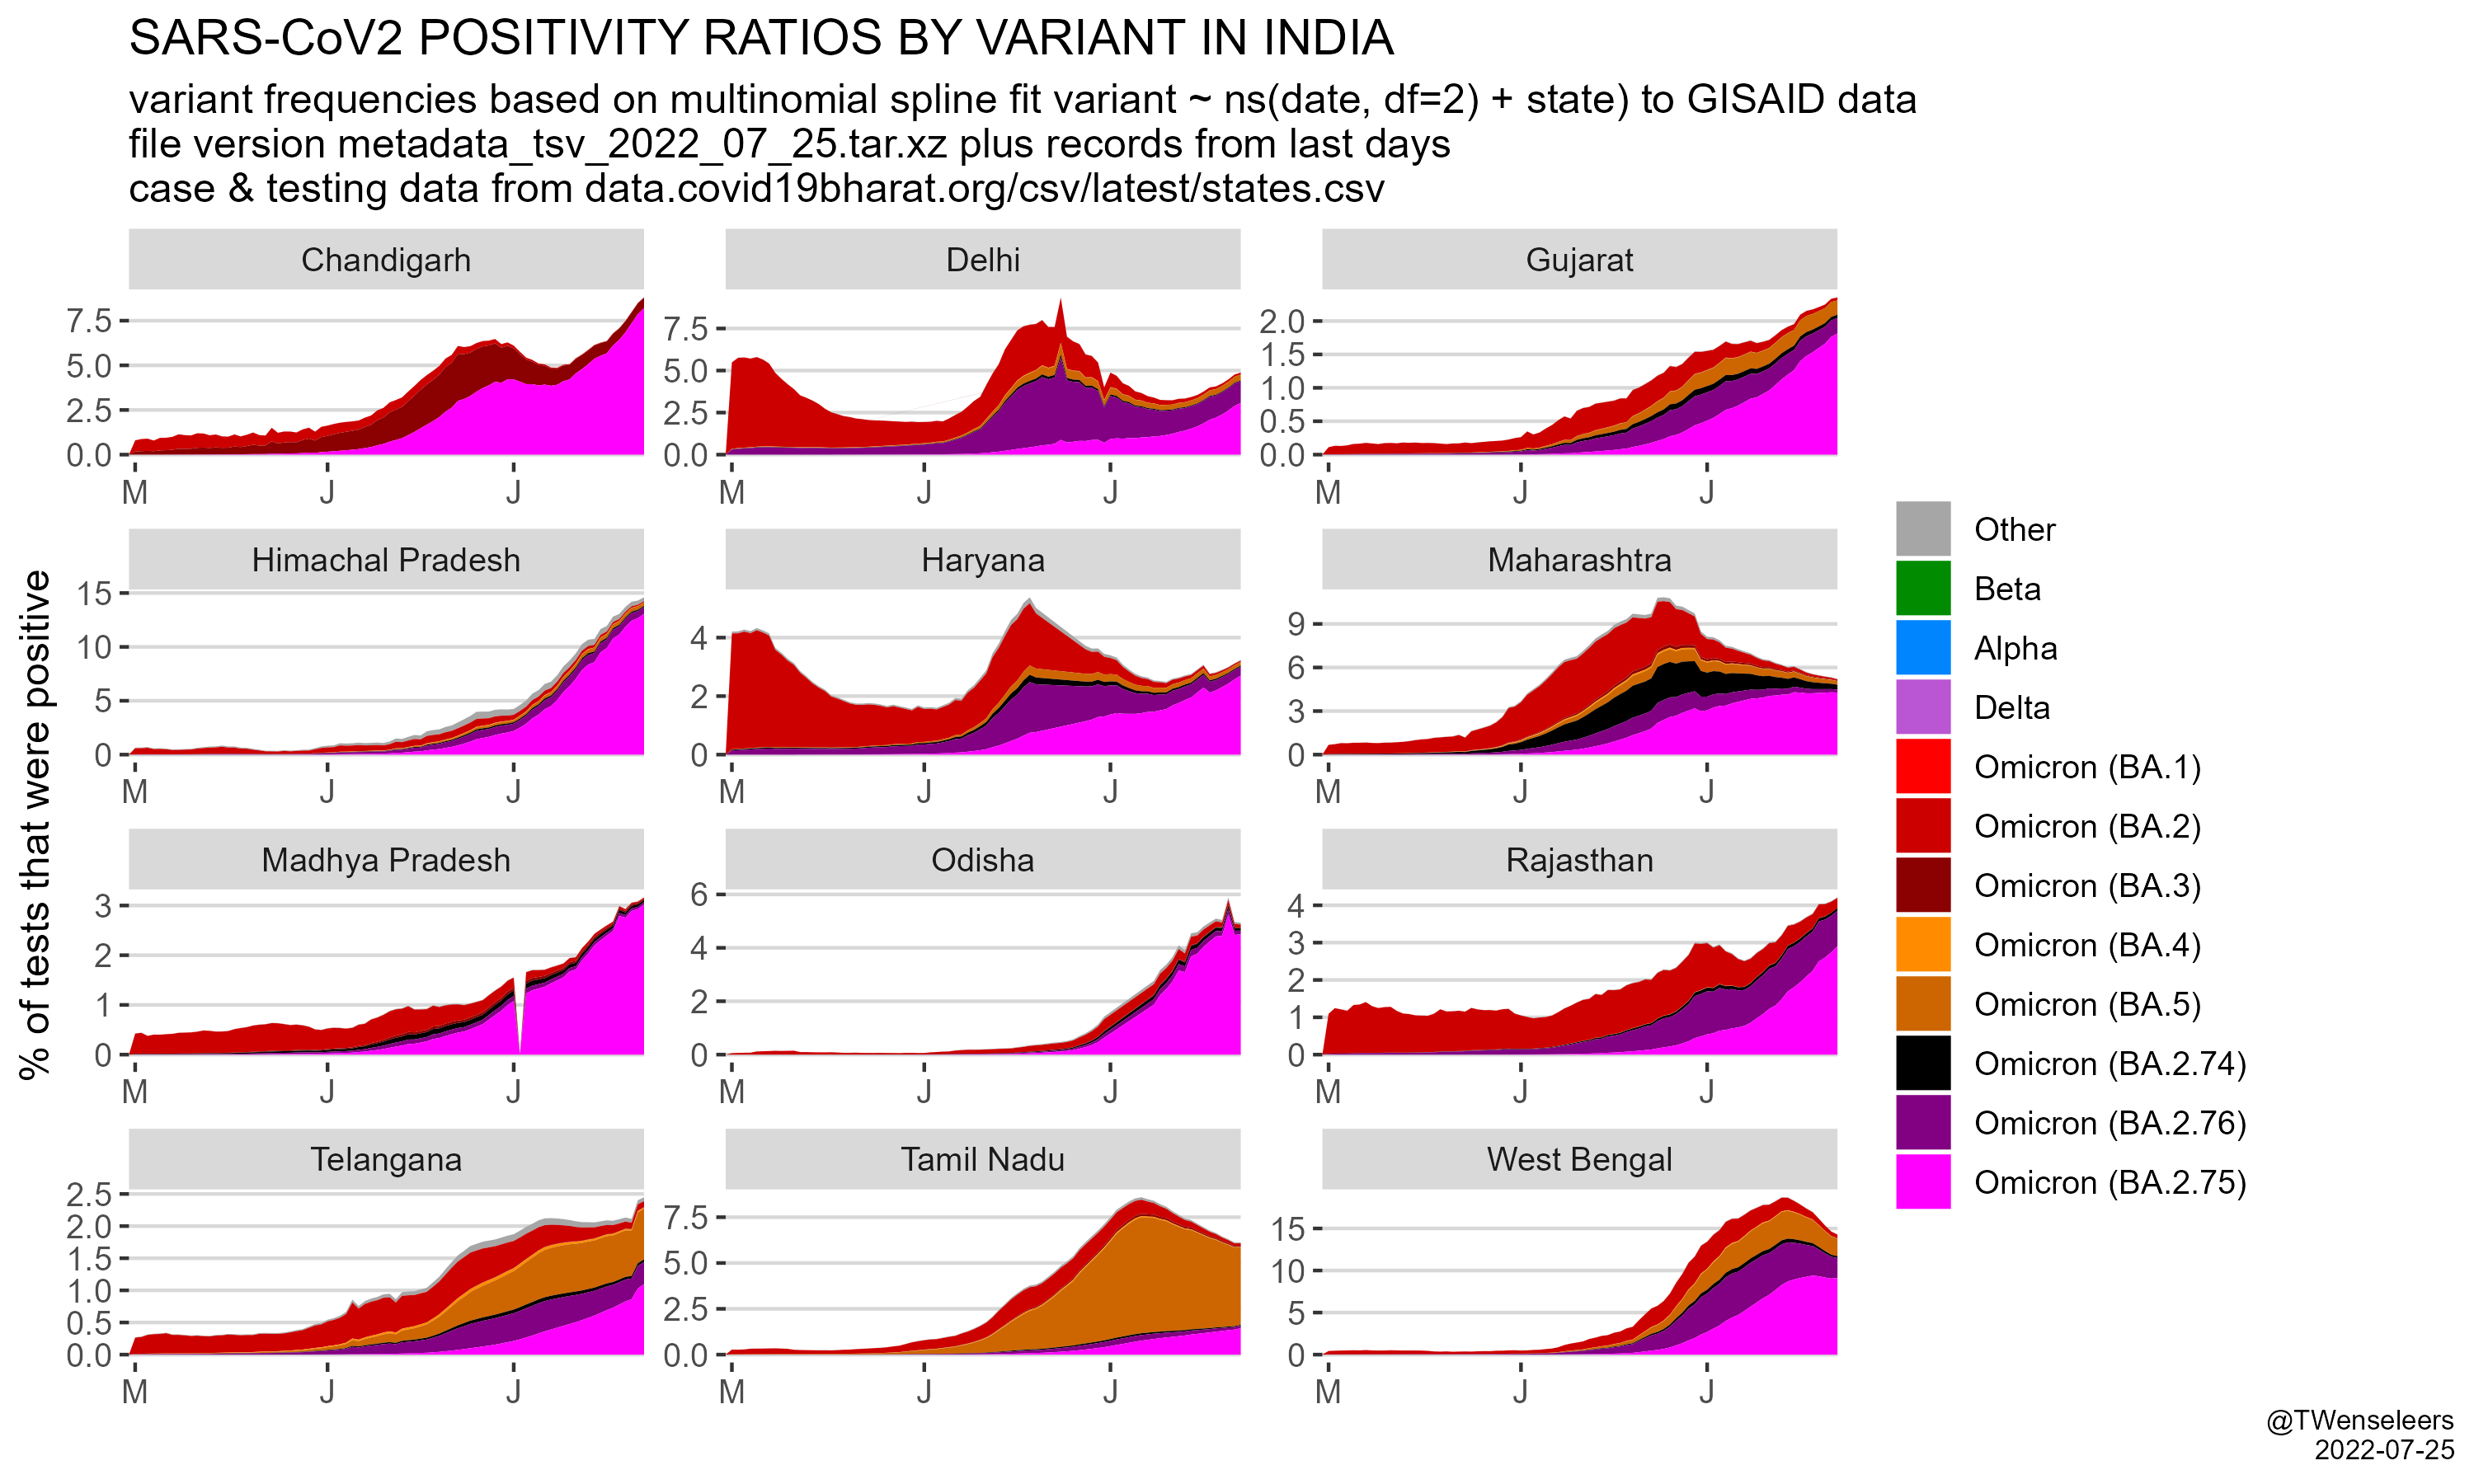 SARS-CoV2 POSITIVITY RATIOS BY VARIANT IN INDIA
variant frequencies based on multinomial spline fit variant ~ ns(date, df=2) + state) to GISAID data
file version metadata_tsv_2022_07_25.tar.xz plus records from last days
case & testing data from data.covid19bharat.org/csv/latest/states.csv
% of tests that were positive
Chandigarh
7.5
5.0
2.5
0.0
M J J
Delhi
7.5
5.0
2.5
0.0
M J J
Gujarat
2.0
1.5
1.0
0.5
0.0
M J J
Himachal Pradesh
15
10
5
0
M J J
Haryana
4
2
0
M J J
Maharashtra
9
6
3
0
M J J
Madhya Pradesh
3
2
1
0
M J J
Odisha
6
4
2
0
M J J
Rajasthan
4
3
2
1
0
M J J
Telangana
2.5
2.0
1.5
1.0
0.5
0.0
M J J
Tamil Nadu
7.5
5.0
2.5
0.0
M J J
West Bengal
15
10
5
0
M J J
Other
Beta
Alpha
Delta
Omicron (BA.1)
Omicron (BA.2)
Omicron (BA.3)
Omicron (BA.4)
Omicron (BA.5)
Omicron (BA.2.74)
Omicron (BA.2.76)
Omicron (BA.2.75)
@TWenseleers
2022-07-25